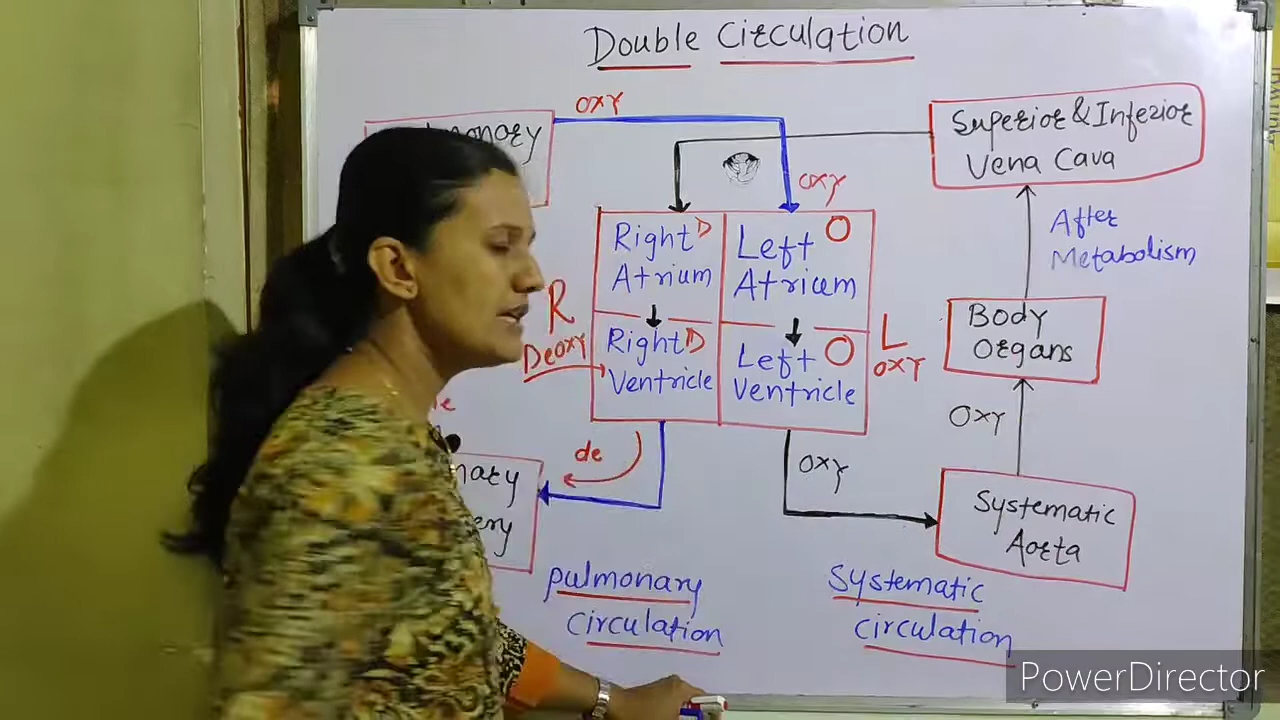 Double Circulation
oxy
Superior & Inferior
Vena Cava
oxy
After
Metabolism
Right D
Atrium
Left O
Atrium
R
Deoxy
Right D
Ventricle
Left O
Ventricle
L
oxy
Body
Organs
oxy
de
oxy
Systematic
Aorta
pulmonary
circulation
Systematic
circulation
PowerDirector